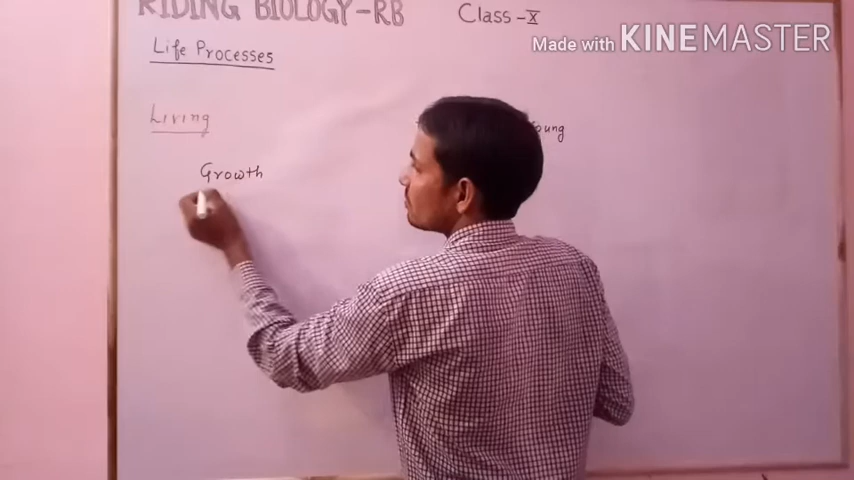 RIDING BIOLOGY-RB Class-X
Made with KINEMASTER
Life Processes
Living
Growth